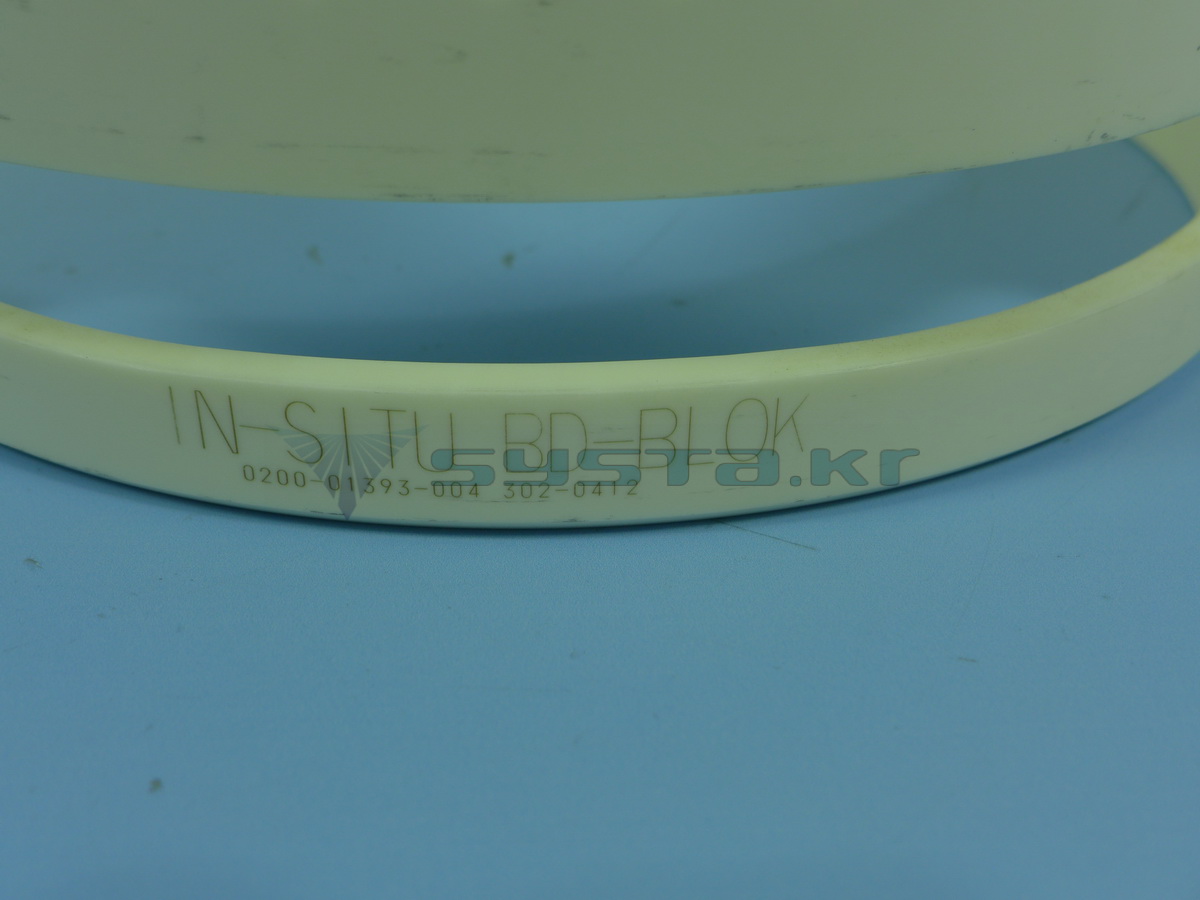 IN-SITU BD-BLOK
systa.kr
0200-01393-004 302-0412